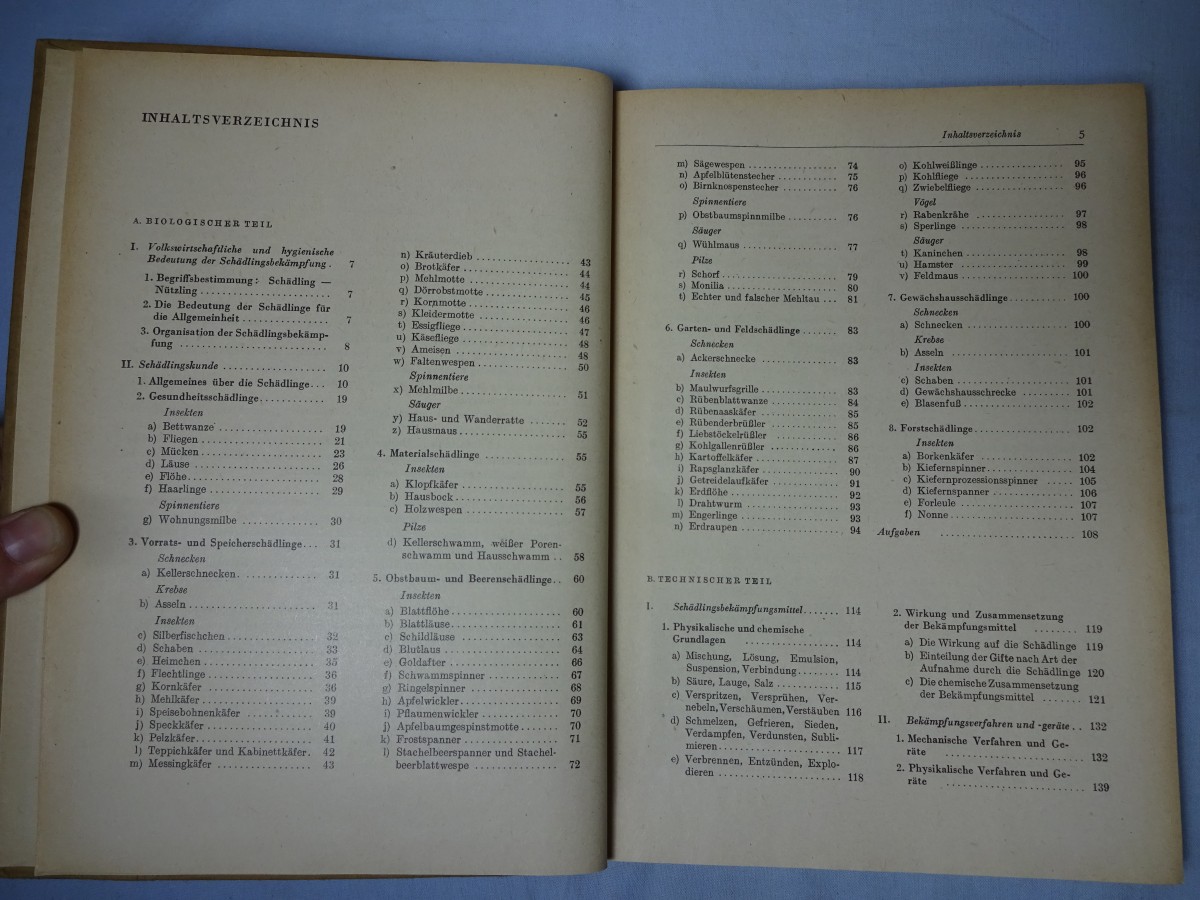 INHALTSVERZEICHNIS
A. BIOLOGISCHER TEIL
I. Volkswirtschaftliche und hygienische
Bedeutung der Schädlingsbekämpfung . 7
1. Begriffsbestimmung: Schädling —
Nützling . . . . . . . . . . 7
2. Die Bedeutung der Schädlinge für
die Allgemeinheit . . . . . . . . . . 7
3. Organisation der Schädlingsbekämp-
fung . . . . . . . . . . 8
II. Schädlingskunde . . . . . . . . . . 10
1. Allgemeines über die Schädlinge . . . 10
2. Gesundheitsschädlinge . . . . . . . . . . 19
Insekten
a) Bettwanze . . . . . . . . . . 19
b) Fliegen . . . . . . . . . . 21
c) Mücken . . . . . . . . . . 23
d) Läuse . . . . . . . . . . 26
e) Flöhe . . . . . . . . . . 28
f) Haarlinge . . . . . . . . . . 29
Spinnentiere
g) Wohnungsmilbe . . . . . . . . . . 30
3. Vorrats- und Speicherschädlinge . . . 31
Schnecken
a) Kellerschnecken . . . . . . . . . . 31
Krebse
b) Asseln . . . . . . . . . . 31
Insekten
c) Silberfischchen . . . . . . . . . . 32
d) Schaben . . . . . . . . . . 33
e) Heimchen . . . . . . . . . . 35
f) Flechtlinge . . . . . . . . . . 36
g) Kornkäfer . . . . . . . . . . 36
h) Mehlkäfer . . . . . . . . . . 39
i) Speisebohnenkäfer . . . . . . . . . . 39
j) Speckkäfer . . . . . . . . . . 40
k) Pelzkäfer . . . . . . . . . . 41
l) Teppichkäfer und Kabinettkäfer . 42
m) Messingkäfer . . . . . . . . . . 43
n) Kräuterdieb . . . . . . . . . . 43
o) Brotkäfer . . . . . . . . . . 44
p) Mehlmotte . . . . . . . . . . 44
q) Dörrobstmotte . . . . . . . . . . 45
r) Kornmotte . . . . . . . . . . 46
s) Kleidermotte . . . . . . . . . . 46
t) Essigfliege . . . . . . . . . . 47
u) Käsefliege . . . . . . . . . . 48
v) Ameisen . . . . . . . . . . 48
w) Faltenwespen . . . . . . . . . . 50
Spinnentiere
x) Mehlmilbe . . . . . . . . . . 51
Säuger
y) Haus- und Wanderratte . . . . . . . . . . 52
z) Hausmaus . . . . . . . . . . 55
4. Materialschädlinge . . . . . . . . . . 55
Insekten
a) Klopfkäfer . . . . . . . . . . 55
b) Hausbock . . . . . . . . . . 56
c) Holzwespen . . . . . . . . . . 57
Pilze
d) Kellerschwamm, weißer Poren-
schwamm und Hausschwamm . . 58
5. Obstbaum- und Beerenschädlinge . . 60
Insekten
a) Blattflöhe . . . . . . . . . . 60
b) Blattläuse . . . . . . . . . . 61
c) Schildläuse . . . . . . . . . . 63
d) Blutlaus . . . . . . . . . . 64
e) Goldafter . . . . . . . . . . 66
f) Schwammspinner . . . . . . . . . . 67
g) Ringelspinner . . . . . . . . . . 68
h) Apfelwickler . . . . . . . . . . 69
i) Pflaumenwickler . . . . . . . . . . 70
j) Apfelbaumgespinstmotte . . . . . . . . . . 70
k) Frostspanner . . . . . . . . . . 71
l) Stachelbeerspanner und Stachel-
beerblattwespe . . . . . . . . . . 72
Inhaltsverzeichnis 5
m) Sägewespen . . . . . . . . . . 74
n) Apfelblütenstecher . . . . . . . . . . 75
o) Birnknospenstecher . . . . . . . . . . 76
Spinnentiere
p) Obstbaumspinnmilbe . . . . . . . . . . 76
Säuger
q) Wühlmaus . . . . . . . . . . 77
Pilze
r) Schorf . . . . . . . . . . 79
s) Monilia . . . . . . . . . . 80
t) Echter und falscher Mehltau . . . 81
6. Garten- und Feldschädlinge . . . . . . . 83
Schnecken
a) Ackerschnecke . . . . . . . . . . 83
Insekten
b) Maulwurfsgrille . . . . . . . . . . 83
c) Rübenblattwanze . . . . . . . . . . 84
d) Rübenaaskäfer . . . . . . . . . . 85
e) Rübenderbrüßler . . . . . . . . . . 85
f) Liebstöckelrüßler . . . . . . . . . . 86
g) Kohlgallenrüßler . . . . . . . . . . 86
h) Kartoffelkäfer . . . . . . . . . . 87
i) Rapsglanzkäfer . . . . . . . . . . 90
j) Getreidelaufkäfer . . . . . . . . . . 91
k) Erdflöhe . . . . . . . . . . 92
l) Drahtwurm . . . . . . . . . . 93
m) Engerlinge . . . . . . . . . . 93
n) Erdraupen . . . . . . . . . . 94
o) Kohlweißlinge . . . . . . . . . . 95
p) Kohlfliege . . . . . . . . . . 96
q) Zwiebelfliege . . . . . . . . . . 96
Vögel
r) Rabenkrähe . . . . . . . . . . 97
s) Sperlinge . . . . . . . . . . 98
Säuger
t) Kaninchen . . . . . . . . . . 98
u) Hamster . . . . . . . . . . 99
v) Feldmaus . . . . . . . . . . 100
7. Gewächshausschädlinge . . . . . . . . . . 100
Schnecken
a) Schnecken . . . . . . . . . . 100
Krebse
b) Asseln . . . . . . . . . . 101
Insekten
c) Schaben . . . . . . . . . . 101
d) Gewächshausschrecke . . . . . . . . . . 101
e) Blasenfuß . . . . . . . . . . 102
8. Forstschädlinge . . . . . . . . . . 102
Insekten
a) Borkenkäfer . . . . . . . . . . 102
b) Kiefernspinner . . . . . . . . . . 104
c) Kiefernprozessionsspinner . . . . . 105
d) Kiefernspanner . . . . . . . . . . 106
e) Forleule . . . . . . . . . . 107
f) Nonne . . . . . . . . . . 107
Aufgaben . . . . . . . . . . 108
B. TECHNISCHER TEIL
I. Schädlingsbekämpfungsmittel . . . . . . . 114
1. Physikalische und chemische
Grundlagen . . . . . . . . . . 114
a) Mischung, Lösung, Emulsion,
Suspension, Verbindung . . . . . . . . . . 114
b) Säure, Lauge, Salz . . . . . . . . . . 115
c) Verspritzen, Versprühen, Ver-
nebeln, Verschäumen, Verstäuben 116
d) Schmelzen, Gefrieren, Sieden,
Verdampfen, Verdunsten, Subli-
mieren . . . . . . . . . . 117
e) Verbrennen, Entzünden, Explo-
dieren . . . . . . . . . . 118
2. Wirkung und Zusammensetzung
der Bekämpfungsmittel . . . . . . . . 119
a) Die Wirkung auf die Schädlinge 119
b) Einteilung der Gifte nach Art der
Aufnahme durch die Schädlinge 120
c) Die chemische Zusammensetzung
der Bekämpfungsmittel . . . . . . . . 121
II. Bekämpfungsverfahren und -geräte . . 132
1. Mechanische Verfahren und Ge-
räte . . . . . . . . . . 132
2. Physikalische Verfahren und Ge-
räte . . . . . . . . . . 139